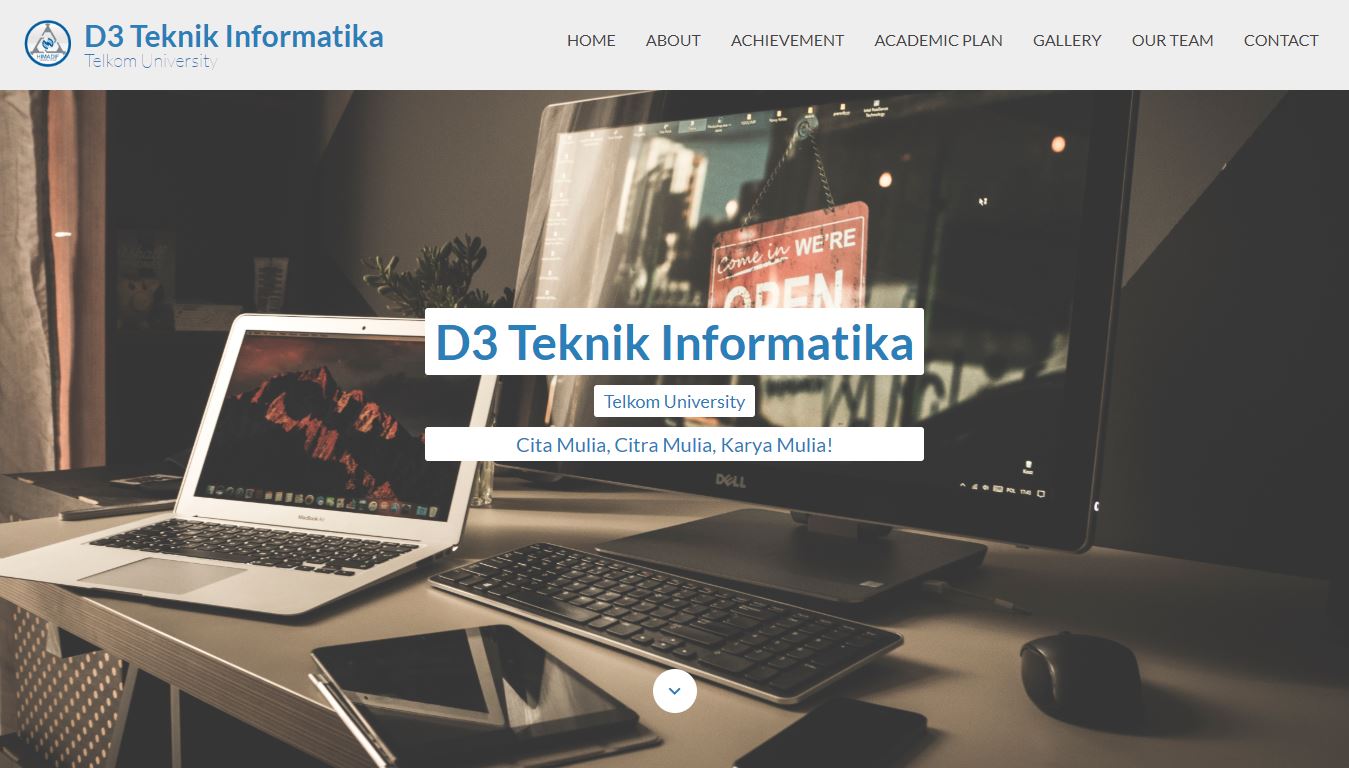 D3 Teknik Informatika
Telkom University
HOME ABOUT ACHIEVEMENT ACADEMIC PLAN GALLERY OUR TEAM CONTACT
Come in WE'RE
OPEN
D3 Teknik Informatika
Telkom University
Cita Mulia, Citra Mulia, Karya Mulia!
DELL
MacBook Air